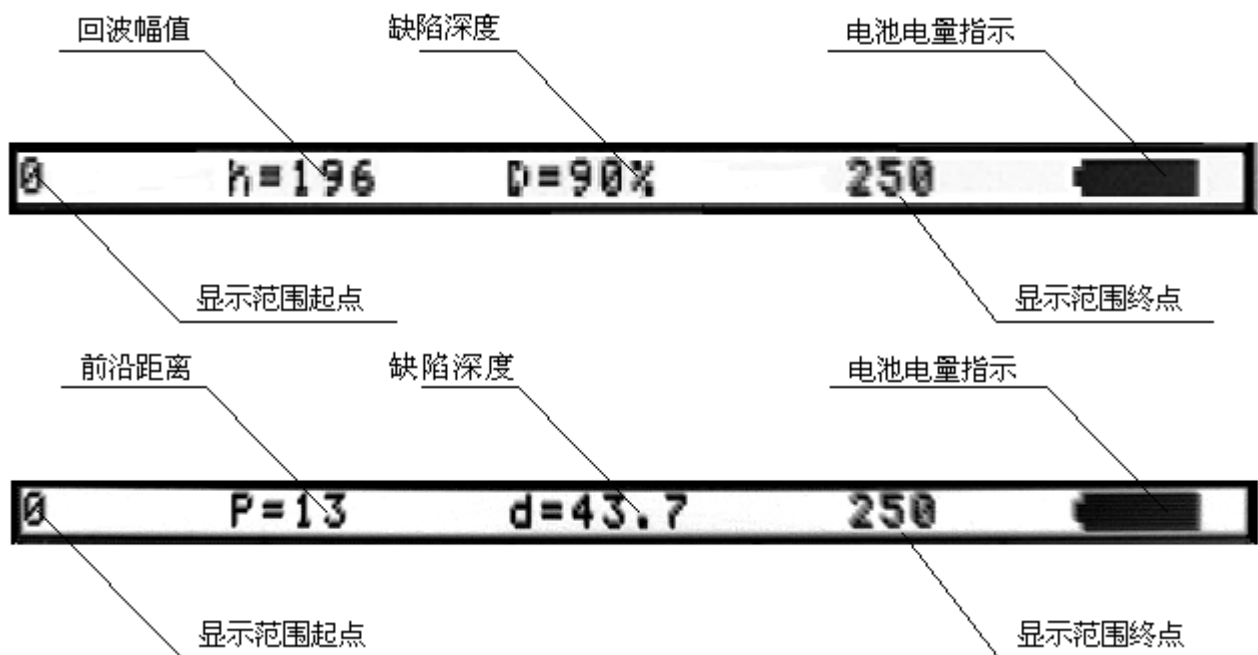 回波幅值 缺陷深度 电池电量指示
0 h=196 D=90% 250
显示范围起点 显示范围终点
前沿距离 缺陷深度 电池电量指示
0 P=13 d=43.7 250
显示范围起点 显示范围终点